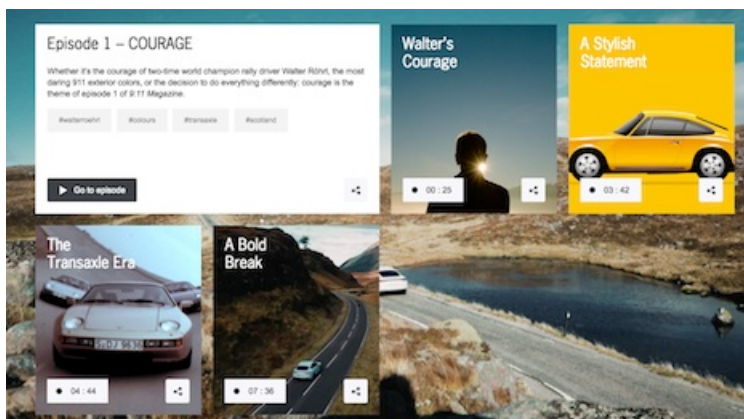 Episode 1 – COURAGE
Whether it's the courage of two-time world champion rally driver Walter Röhrl, the most
daring 911 exterior colors, or the decision to do everything differently: courage is the
theme of episode 1 of 9:11 Magazine.
#walterroehrl #colours #transaxle #scotland
Go to episode
Walter's
Courage
00 : 25
A Stylish
Statement
03 : 42
The
Transaxle Era
04 : 44
A Bold
Break
07 : 36